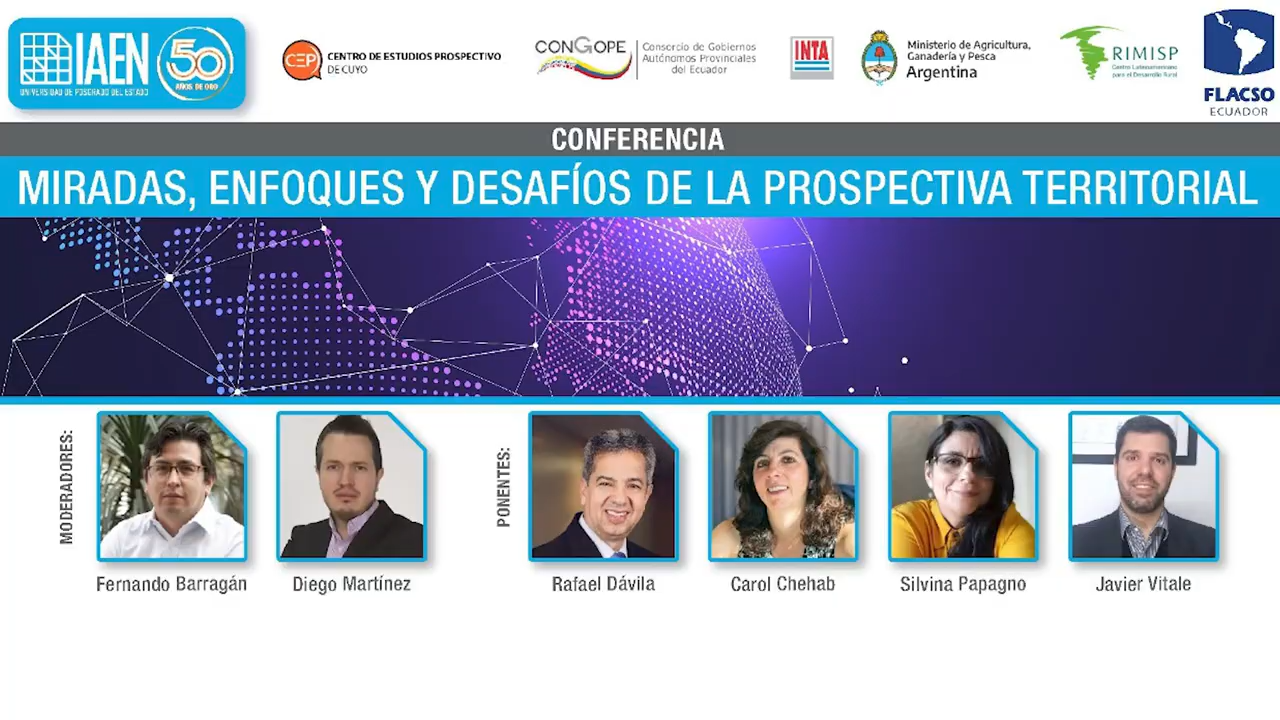 IAEN
50
AÑOS DE ORO
UNIVERSIDAD DE POSGRADO DEL ESTADO
CEP
CENTRO DE ESTUDIOS PROSPECTIVO
DE CUYO
CONGOPE
Consorcio de Gobiernos
Autónomos Provinciales
del Ecuador
INTA
Ministerio de Agricultura,
Ganadería y Pesca
Argentina
RIMISP
Centro Latinoamericano
para el Desarrollo Rural
FLACSO
ECUADOR
CONFERENCIA
MIRADAS, ENFOQUES Y DESAFÍOS DE LA PROSPECTIVA TERRITORIAL
MODERADORES:
Fernando Barragán
Diego Martínez
PONENTES:
Rafael Dávila
Carol Chehab
Silvina Papagno
Javier Vitale